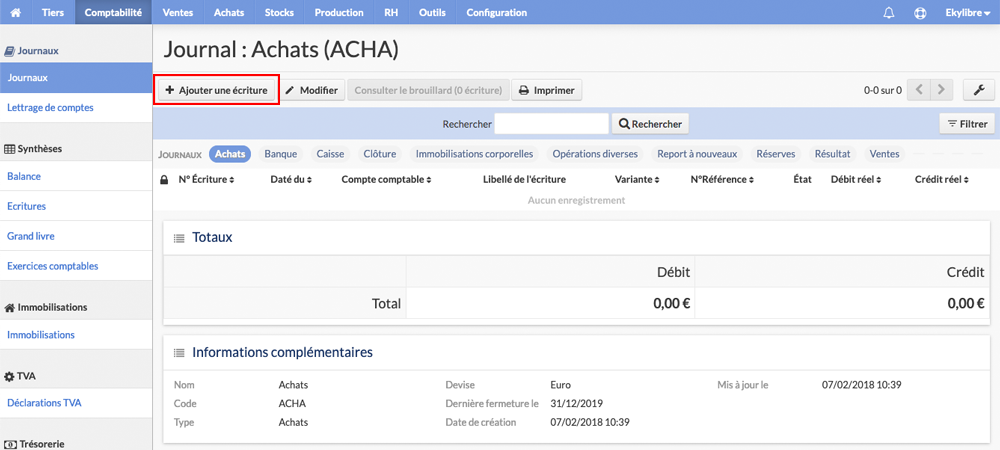 Tiers Comptabilité Ventes Achats Stocks Production RH Outils Configuration Ekylibre
Journaux
Journaux
Lettrage de comptes
Synthèses
Balance
Ecritures
Grand livre
Exercices comptables
Immobilisations
Immobilisations
TVA
Déclarations TVA
Trésorerie
Journal : Achats (ACHA)
Ajouter une écriture Modifier Consulter le brouillard (0 écriture) Imprimer 0-0 sur 0
Rechercher Rechercher Filtrer
JOURNAUX Achats Banque Caisse Clôture Immobilisations corporelles Opérations diverses Report à nouveaux Réserves Résultat Ventes
N° Écriture Daté du Compte comptable Libellé de l'écriture Variante N°Référence État Débit réel Crédit réel
Aucun enregistrement
Totaux
Débit Crédit
Total 0,00 € 0,00 €
Informations complémentaires
Nom Achats Devise Euro Mis à jour le 07/02/2018 10:39
Code ACHA Dernière fermeture le 31/12/2019
Type Achats Date de création 07/02/2018 10:39